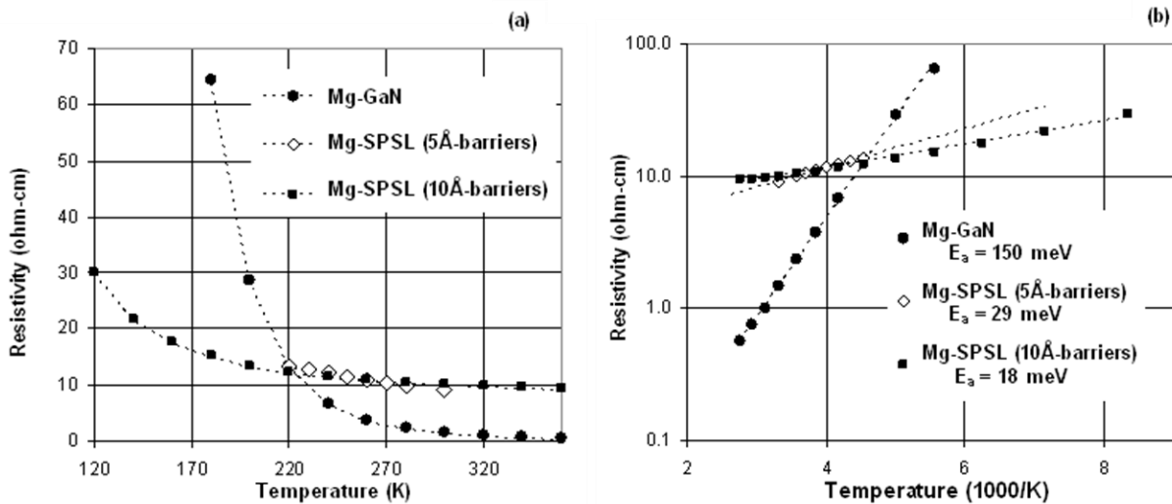 (a)
70
60
50
40
30
20
10
0
Resistivity (ohm-cm)
Mg-GaN
Mg-SPSL (5Å-barriers)
Mg-SPSL (10Å-barriers)
120 170 220 270 320
Temperature (K)
(b)
100.0
10.0
1.0
0.1
Resistivity (ohm-cm)
Mg-GaN
Ea = 150 meV
Mg-SPSL (5Å-barriers)
Ea = 29 meV
Mg-SPSL (10Å-barriers)
Ea = 18 meV
2 4 6 8
Temperature (1000/K)